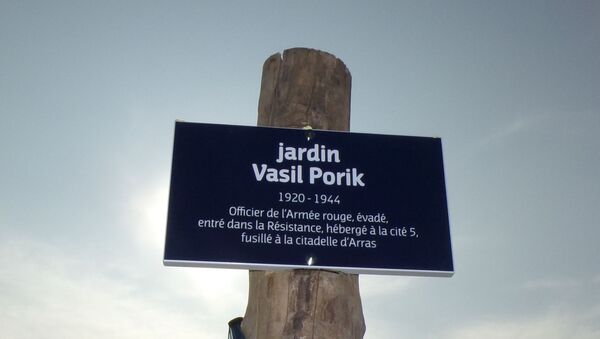 jardin
Vasil Porik
1920 - 1944
Officier de l'Armée rouge, évadé,
entré dans la Résistance, hébergé à la cité 5,
fusillé à la citadelle d'Arras